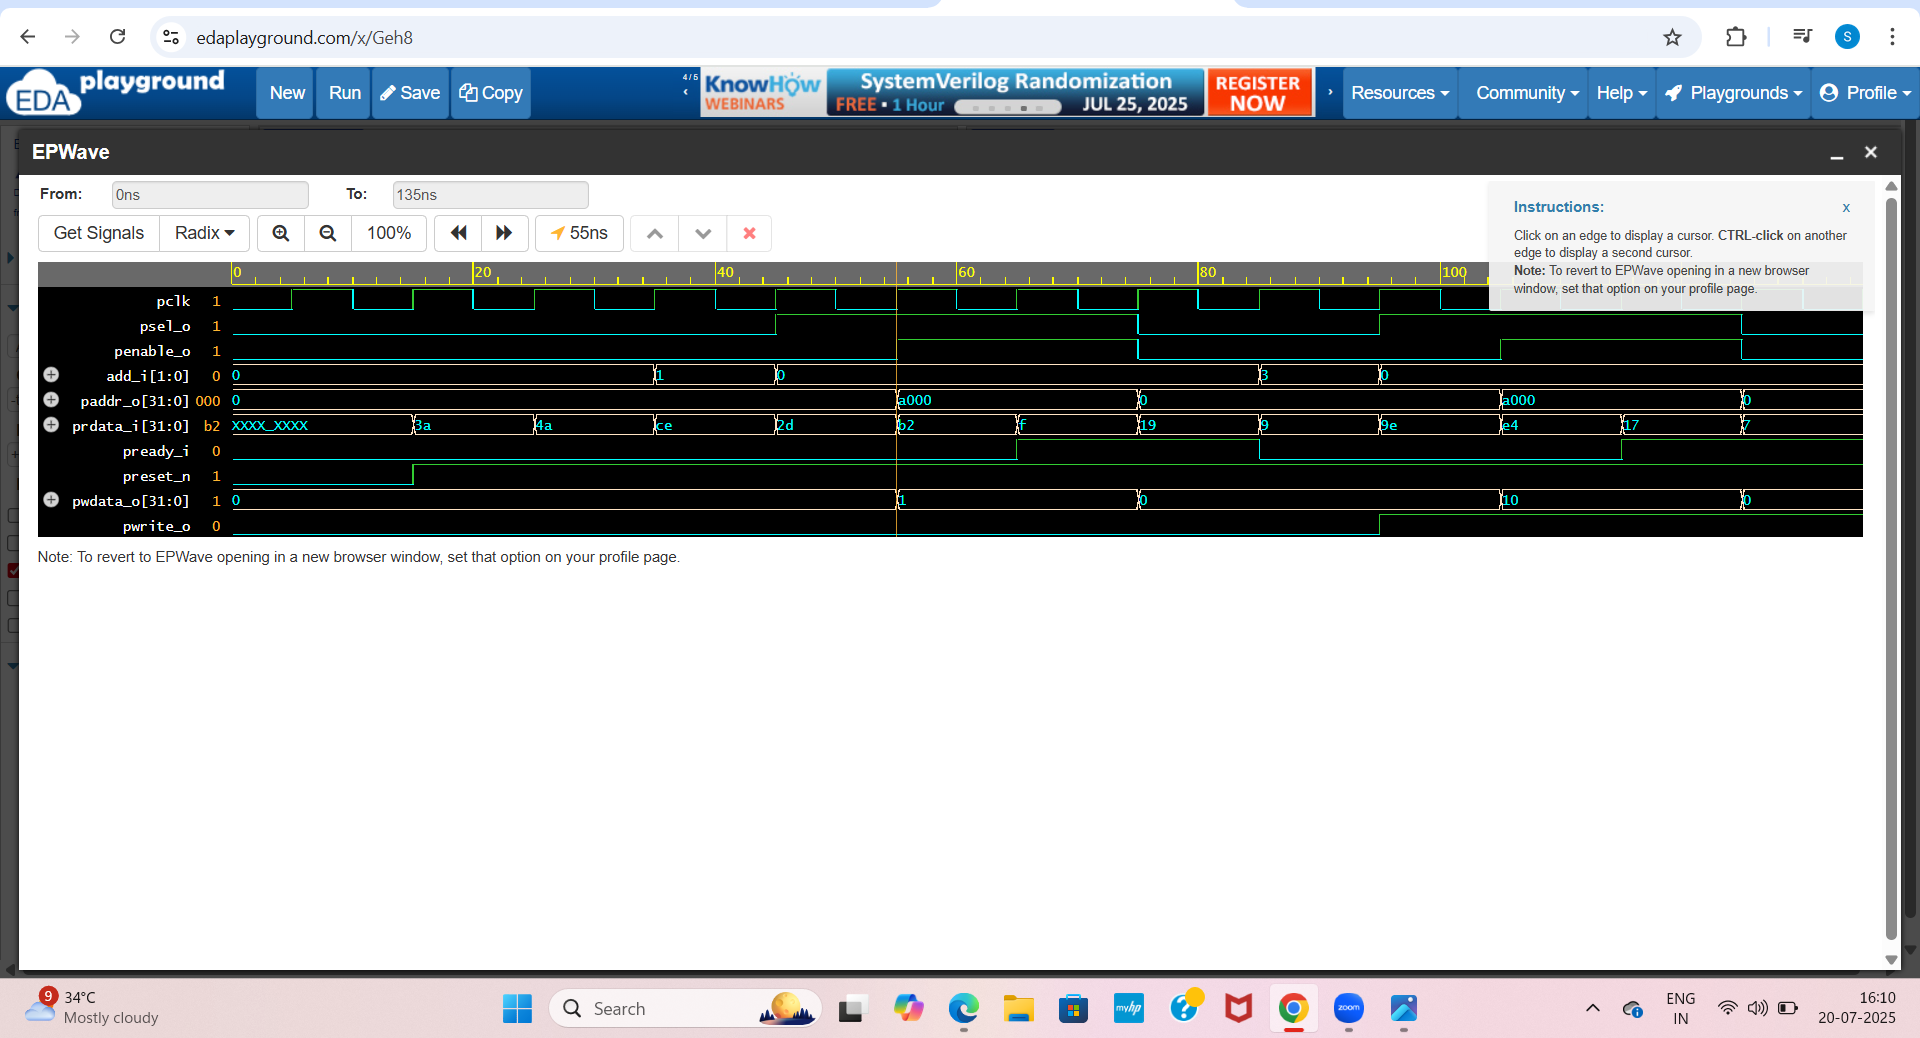 edaplayground.com/x/Geh8
S
EDA playground
New
Run
Save
Copy
4/5
KnowHow
WEBINARS
SystemVerilog Randomization
FREE • 1 Hour
JUL 25, 2025
REGISTER
NOW
Resources
Community
Help
Playgrounds
Profile
EPWave
From:
0ns
To:
135ns
Get Signals
Radix
100%
55ns
Instructions:
x
Click on an edge to display a cursor. CTRL-click on another
edge to display a second cursor.
Note: To revert to EPWave opening in a new browser
window, set that option on your profile page.
0 20 40 60 80 100
pclk 1
psel_o 1
penable_o 1
add_i[1:0] 0 0 1 0 3 0
paddr_o[31:0] 000 0 a000 0 a000 0
prdata_i[31:0] b2 XXXX_XXXX 3a 4a ce 2d b2 f 19 9 9e e4 17 7
pready_i 0
preset_n 1
pwdata_o[31:0] 1 0 1 0 10 0
pwrite_o 0
Note: To revert to EPWave opening in a new browser window, set that option on your profile page.
9
34°C
Mostly cloudy
Search
myhp
zoom
ENG
IN
16:10
20-07-2025